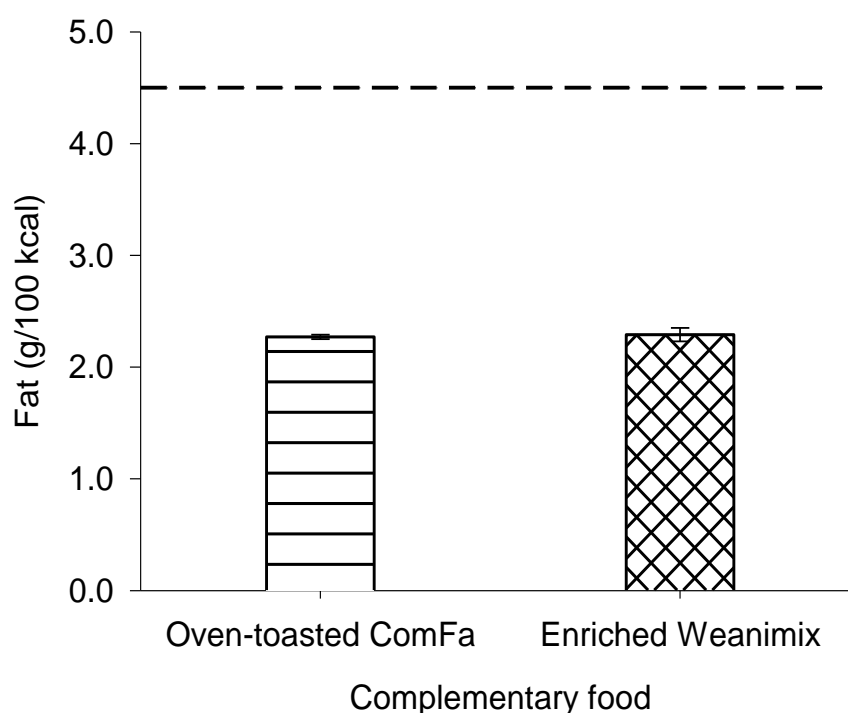 5.0
4.0
3.0
2.0
1.0
0.0
Fat (g/100 kcal)
Oven-toasted ComFa Enriched Weanimix
Complementary food